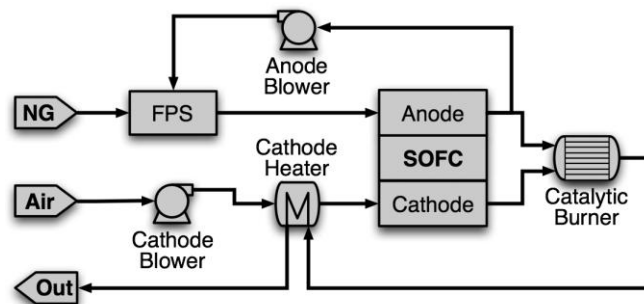 Anode
Blower
NG
FPS
Anode
SOFC
Cathode
Cathode
Heater
Air
Cathode
Blower
Catalytic
Burner
Out